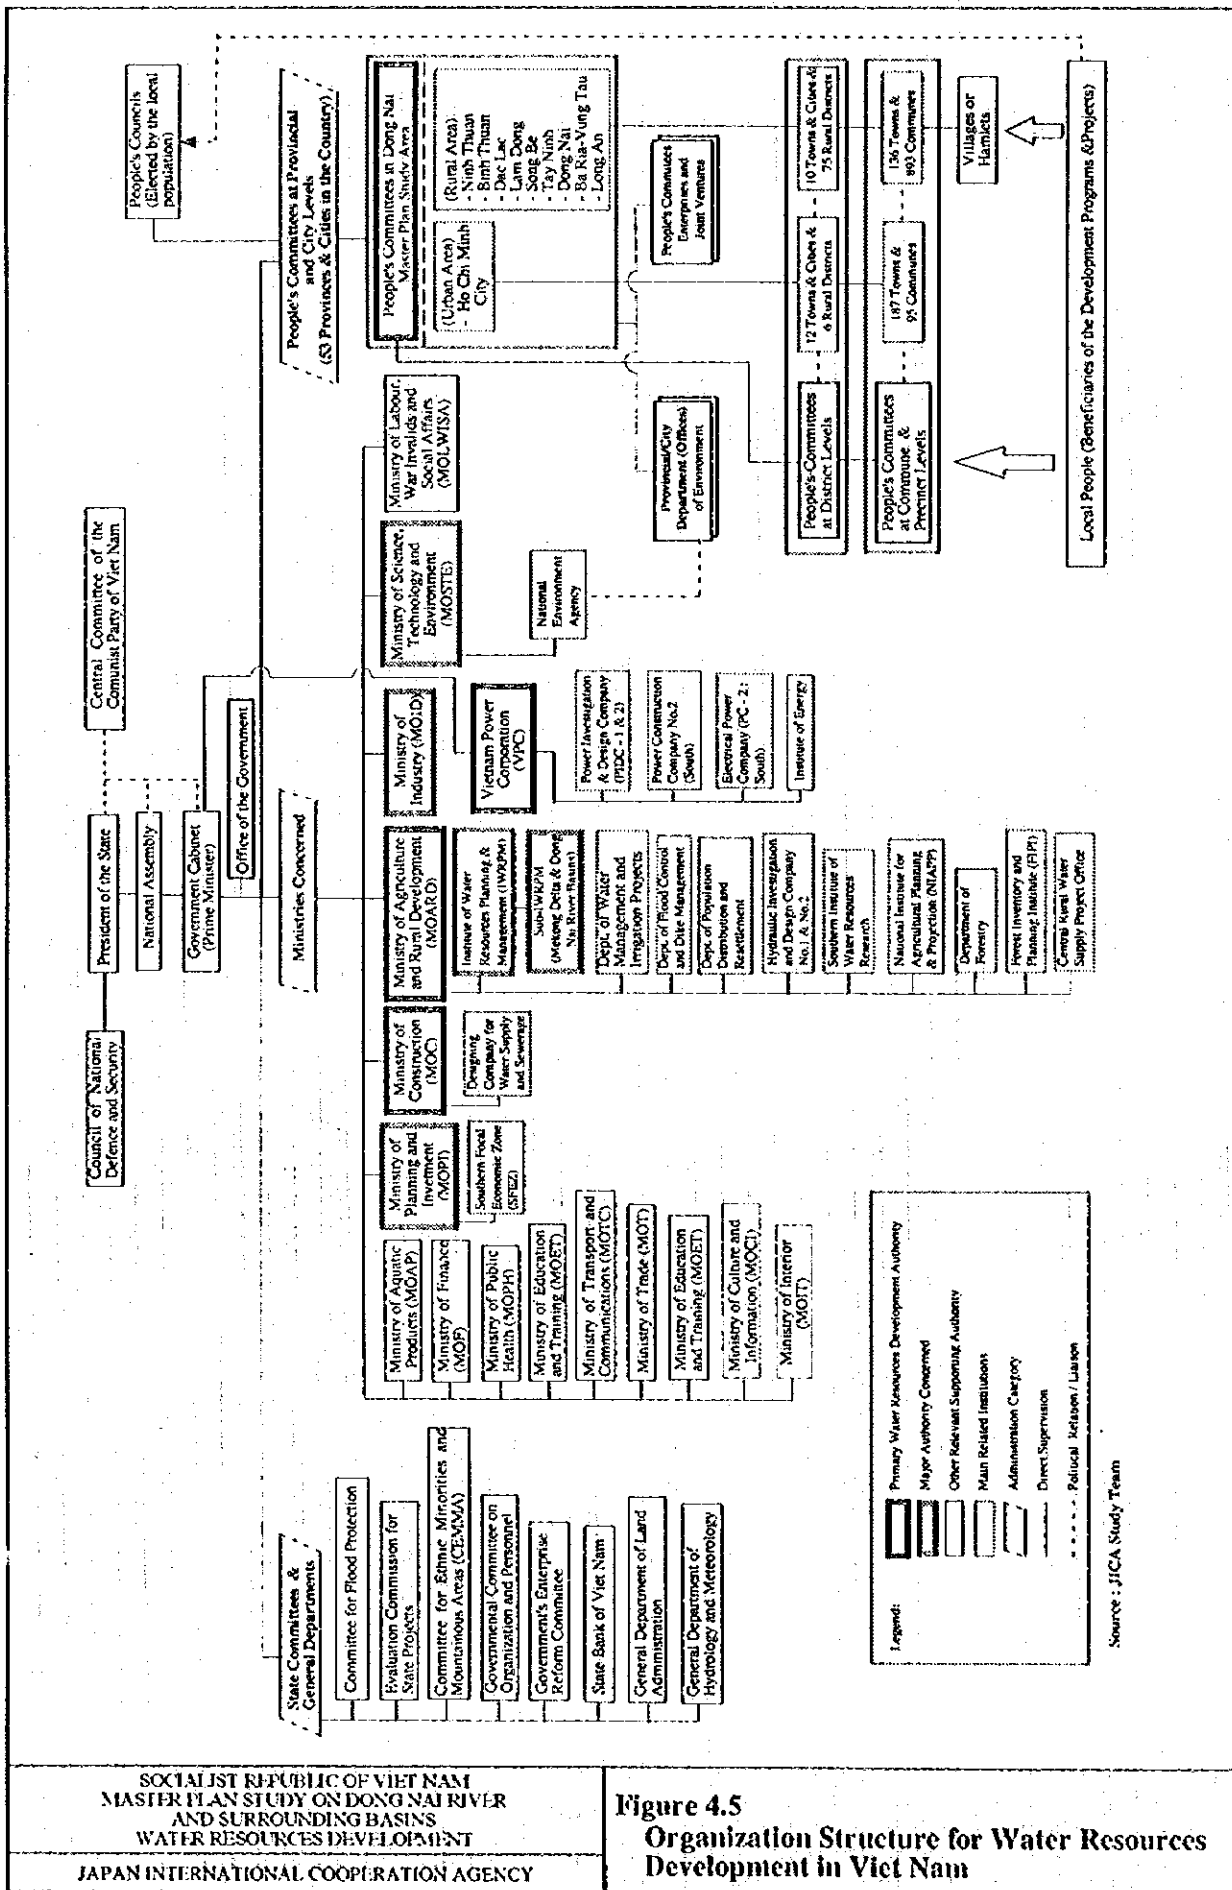 Council of National
Defence and Security
President of the State
Central Committee of the
Comunist Party of Viet Nam
National Assembly
Government Cabinet
(Prime Minister)
Office of the Government
People's Councils
(Elected by the local
population)
State Committees &
General Departments
Ministries Concerned
People's Committees at Provincial
and City Levels
(53 Provinces & Cities in the Country)
Committee for Flood Protection
Evaluation Commission for
State Projects
Committee for Ethnic Minorities and
Mountainous Areas (CEMMA)
Governmental Committee on
Organization and Personnel
Government's Enterprise
Reform Committee
State Bank of Viet Nam
General Department of Land
Administration
General Department of
Hydrology and Meteorology
Ministry of Aquatic
Products (MOAP)
Ministry of Finance
(MOF)
Ministry of Public
Health (MOPH)
Ministry of Education
and Training (MOET)
Ministry of Transport and
Communications (MOTC)
Ministry of Trade (MOT)
Ministry of Education
and Training (MOET)
Ministry of Culture and
Information (MOCI)
Ministry of Interior
(MOIT)
Ministry of
Planning and
Invetment
(MOPI)
Southern Focal
Economic Zone
(SFEZ)
Ministry of
Construction
(MOC)
Designing
Company for
Water Supply
and Sewerage
Ministry of Agriculture
and Rural Development
(MOARD)
Institute of Water
Resources Planning &
Management (IWRPM)
Sub-IWRPM
(Mekong Delta & Dong
Nai River Basins)
Dept. of Water
Management and
Irrigation Projects
Dept. of Flood Control
and Dike Management
Dept. of Population
Distribution and
Resettlement
Hydraulic Investigation
and Design Company
No.1 & No.2
Southern Institute of
Water Resources
Research
National Institute for
Agricultural Planning
& Projection (NIAPP)
Department of
Forestry
Forest Inventory and
Planning Institute (FIPI)
Central Rural Water
Supply Project Office
Ministry of
Industry (MOID)
Vietnam Power
Corporation
(VPC)
Power Investigation
& Design Company
(PIDC - 1 & 2)
Power Construction
Company No.2
(South)
Electrical Power
Company (PC - 2 :
South)
Institute of Energy
Ministry of Science,
Technology and
Environment
(MOSTE)
National
Environment
Agency
Ministry of Labour,
War Invalids and
Social Affairs
(MOLWISA)
People's Committees in Dong Nai
Master Plan Study Area
(Urban Area)
- Ho Chi Minh
City
(Rural Area)
- Ninh Thuan
- Binh Thuan
- Dac Lac
- Lam Dong
- Song Be
- Tay Ninh
- Dong Nai
- Ba Ria-Vung Tau
- Long An
Provincial/City
Department (Offices)
of Environment
People's Committees
Enterprises and
Joint Ventures
People's Committees
at District Levels
12 Towns & Cities &
6 Rural Districts
10 Towns & Cities &
75 Rural Districts
People's Committees
at Commune &
Precinct Levels
187 Towns &
95 Communes
136 Towns &
893 Communes
Villages or
Hamlets
Local People (Beneficiaries of the Development Programs &Projects)
Legend:
Primary Water Resources Development Authority
Major Authority Concerned
Other Relevant Supporting Authority
Main Related Institutions
Administration Category
Direct Supervision
Political Relation / Liaison
Source : JICA Study Team
SOCIALIST REPUBLIC OF VIET NAM
MASTER PLAN STUDY ON DONG NAI RIVER
AND SURROUNDING BASINS
WATER RESOURCES DEVELOPMENT
JAPAN INTERNATIONAL COOPERATION AGENCY
Figure 4.5
Organization Structure for Water Resources
Development in Viet Nam